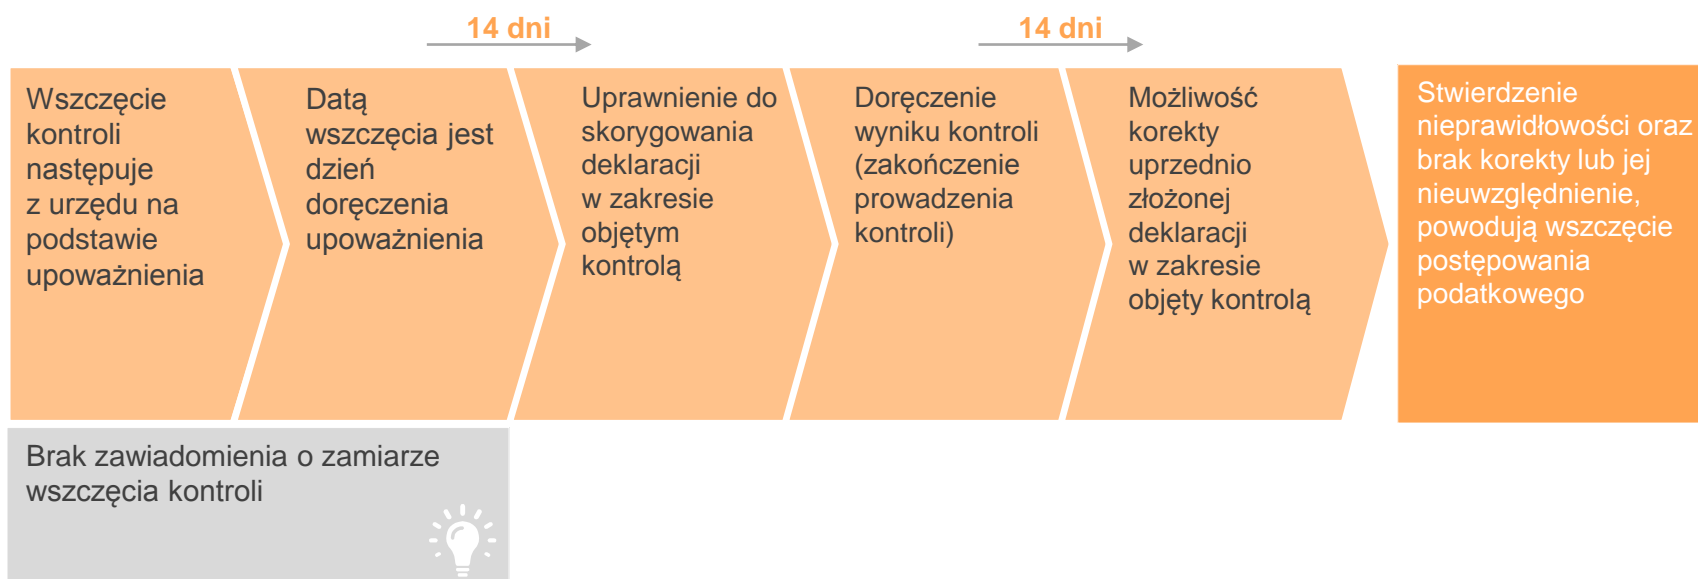 14 dni
14 dni
Wszczęcie
kontroli
następuje
z urzędu na
podstawie
upoważnienia
Datą
wszczęcia jest
dzień
doręczenia
upoważnienia
Uprawnienie do
skorygowania
deklaracji
w zakresie
objętym
kontrolą
Doręczenie
wyniku kontroli
(zakończenie
prowadzenia
kontroli)
Możliwość
korekty
uprzednio
złożonej
deklaracji
w zakresie
objęty kontrolą
Stwierdzenie
nieprawidłowości oraz
brak korekty lub jej
nieuwzględnienie,
powodują wszczęcie
postępowania
podatkowego
Brak zawiadomienia o zamiarze
wszczęcia kontroli